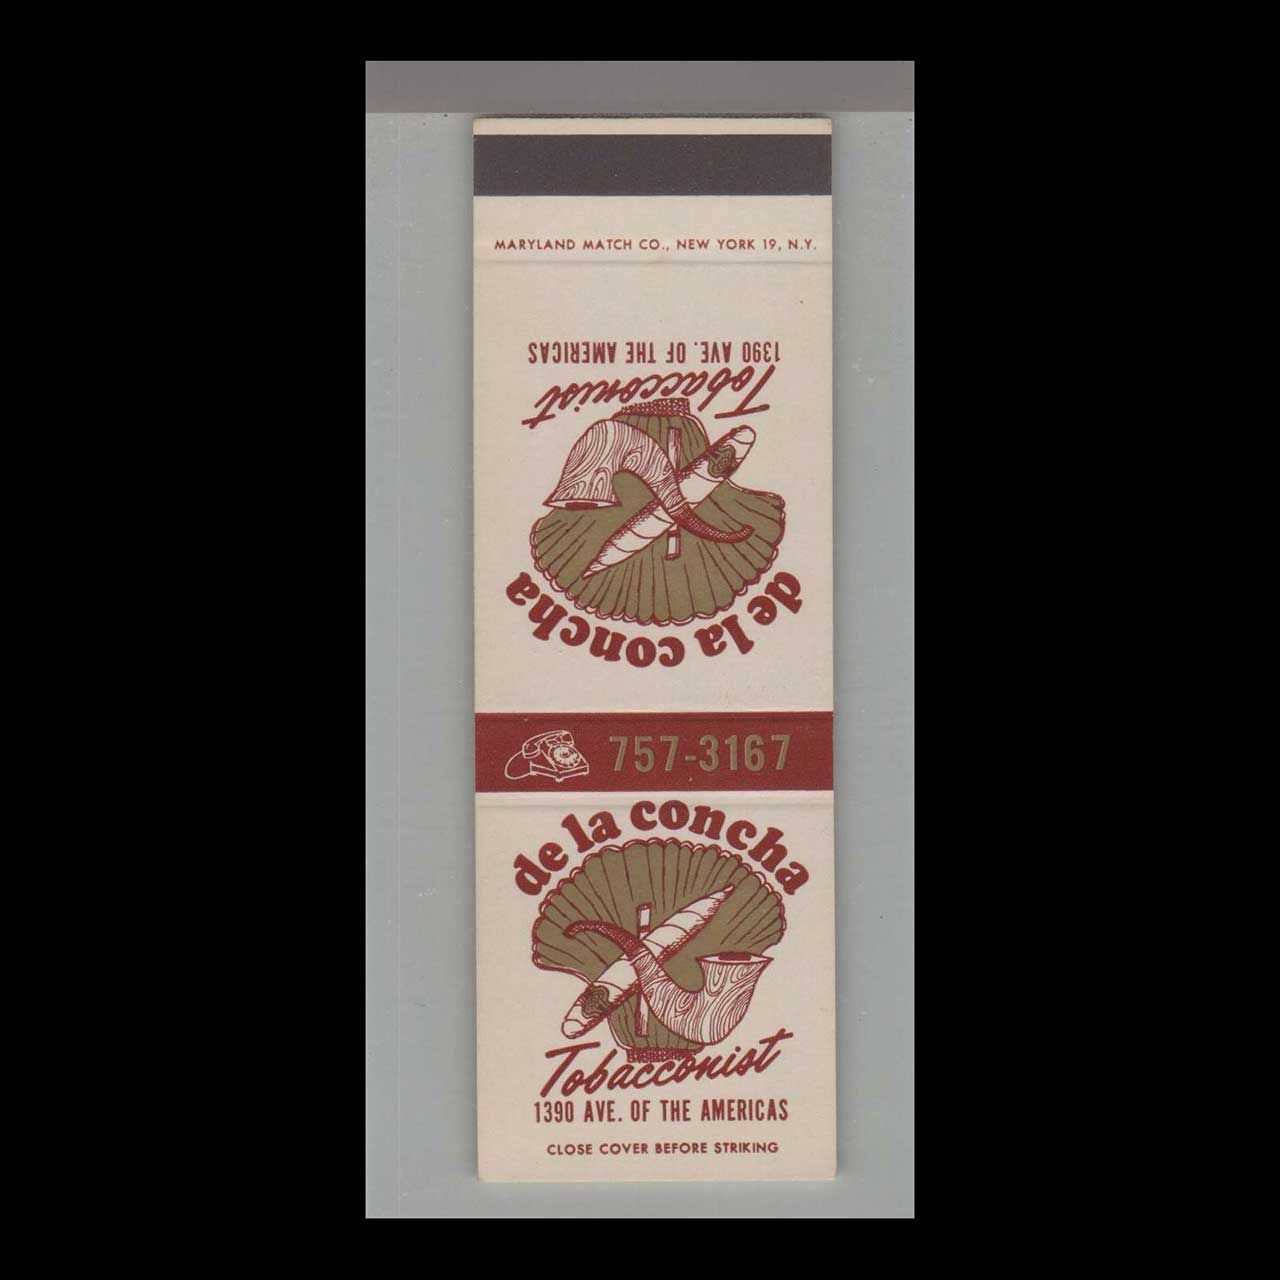 MARYLAND MATCH CO., NEW YORK 19, N.Y.
de la concha
Tobacconist
1390 AVE. OF THE AMERICAS
757-3167
de la concha
Tobacconist
1390 AVE. OF THE AMERICAS
CLOSE COVER BEFORE STRIKING